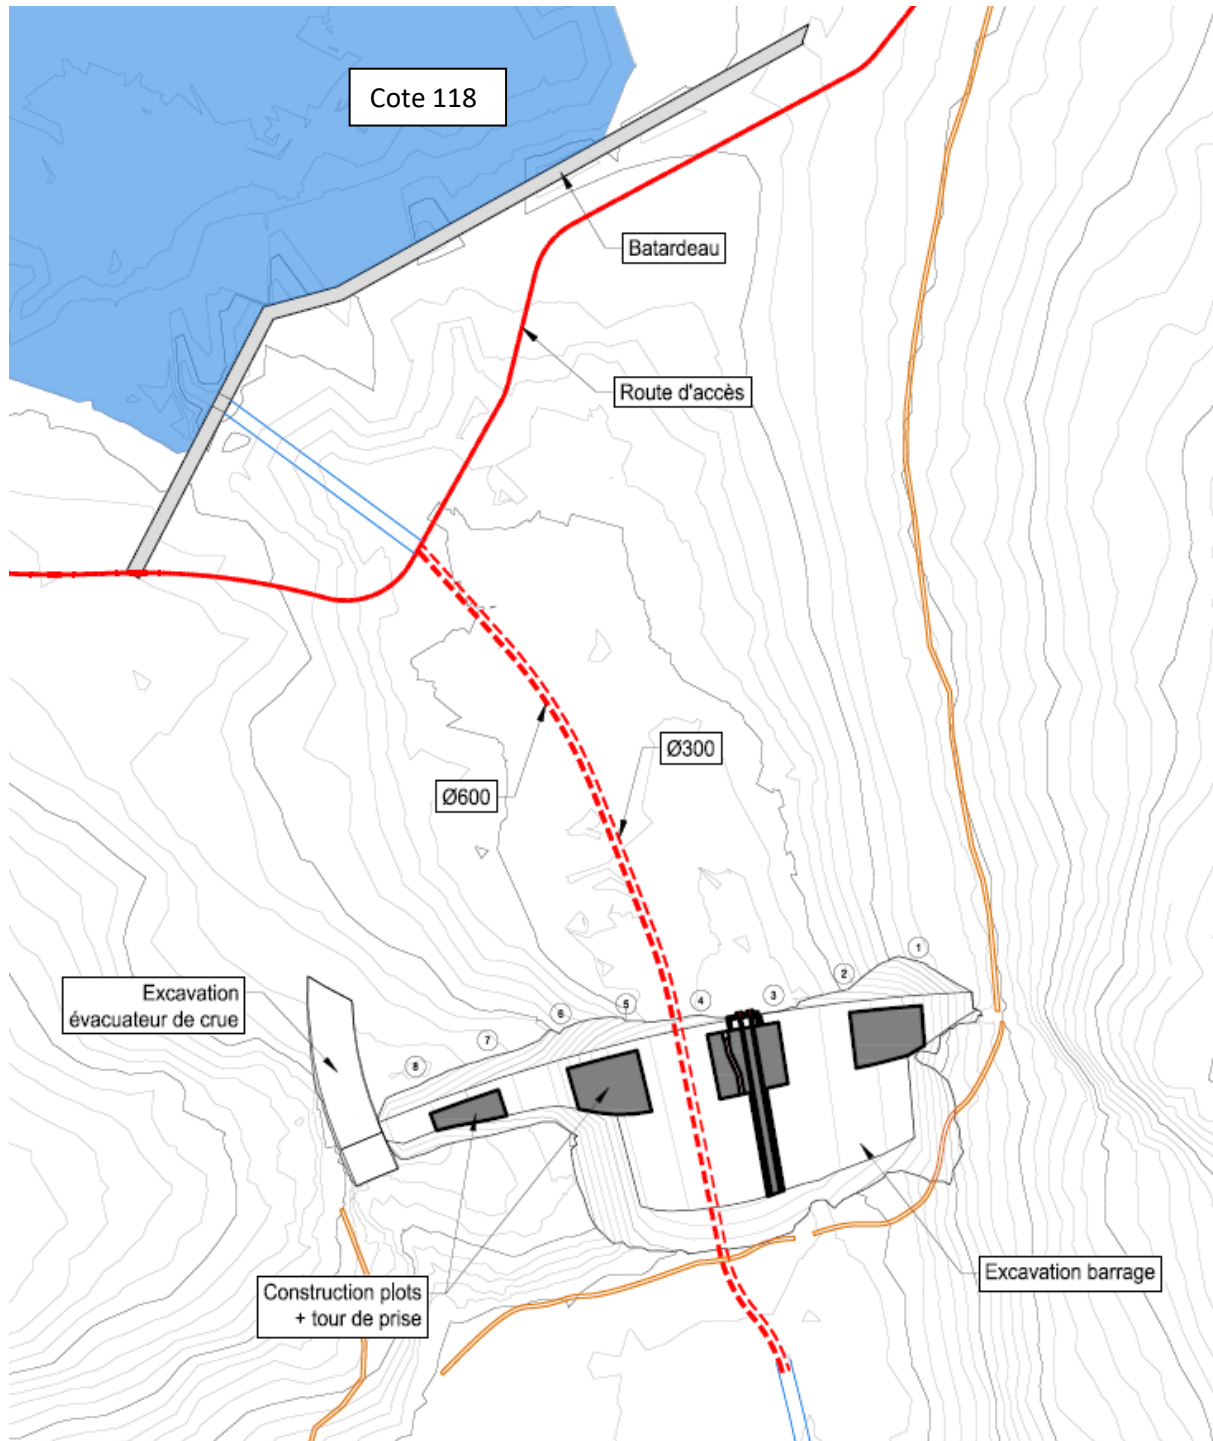 Cote 118
Batardeau
Route d'accès
Ø300
Ø600
1
2
3
4
5
6
7
8
Excavation
évacuateur de crue
Excavation barrage
Construction plots
+ tour de prise